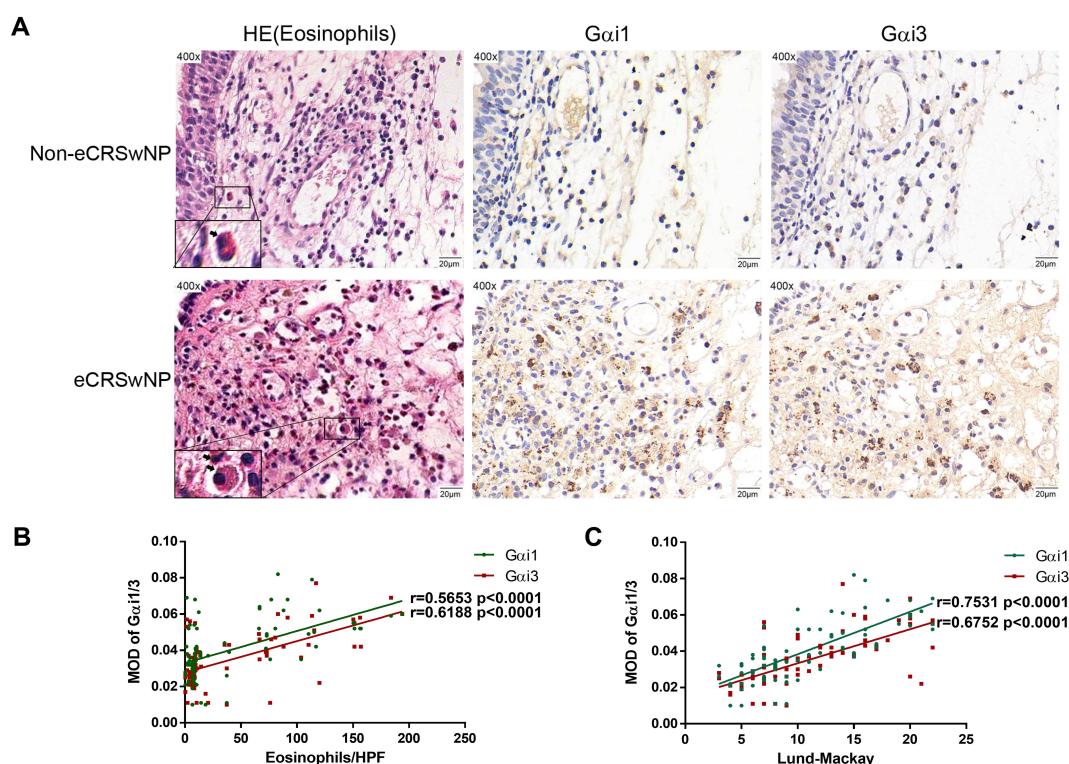 A
HE(Eosinophils) Gαi1 Gαi3
Non-eCRSwNP
400x 400x 400x
20μm 20μm 20μm
eCRSwNP
400x 400x 400x
20μm 20μm 20μm
B
MOD of Gαi1/3
0.10
0.08
0.06
0.04
0.02
0.00
0 50 100 150 200 250
Eosinophils/HPF
Gαi1
Gαi3
r=0.5653 p<0.0001
r=0.6188 p<0.0001
C
MOD of Gαi1/3
0.10
0.08
0.06
0.04
0.02
0.00
0 5 10 15 20 25
Lund-Mackay
Gαi1
Gαi3
r=0.7531 p<0.0001
r=0.6752 p<0.0001